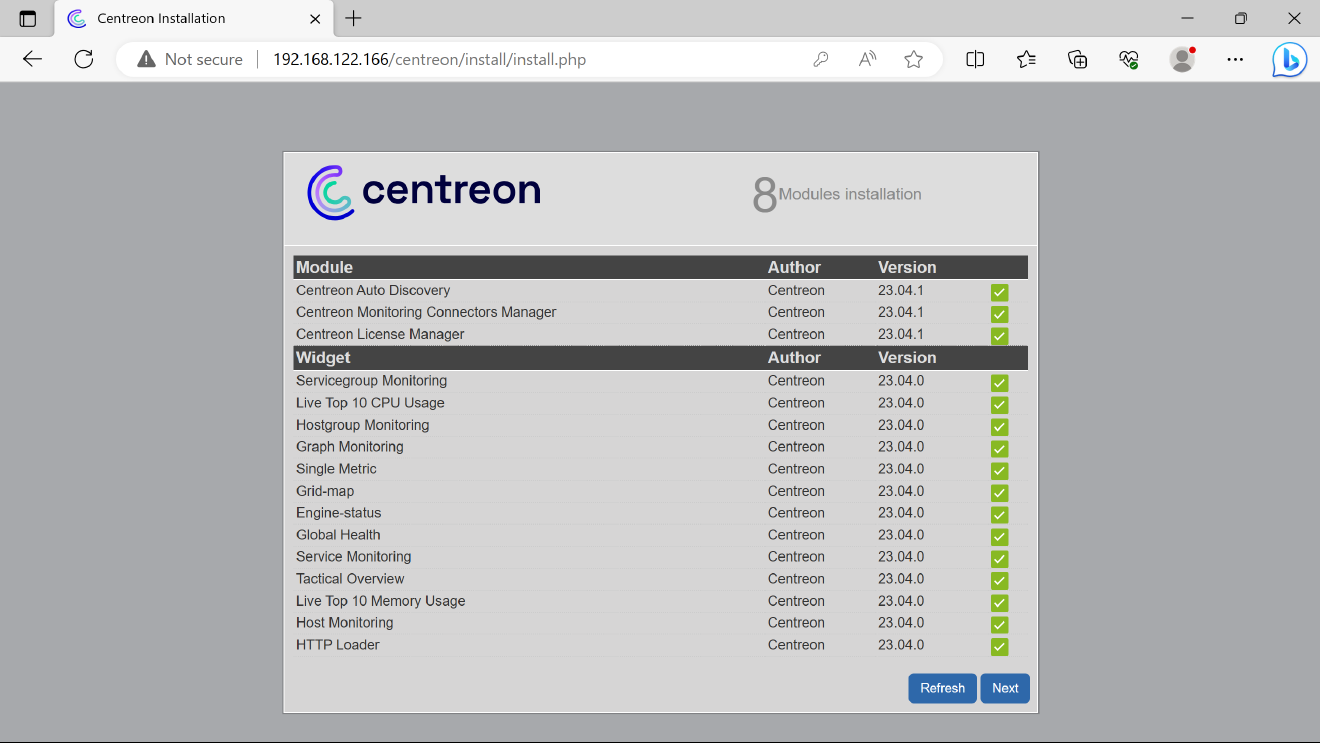 Centreon Installation
Not secure 192.168.122.166/centreon/install/install.php
centreon 8 Modules installation
Module Author Version
Centreon Auto Discovery Centreon 23.04.1
Centreon Monitoring Connectors Manager Centreon 23.04.1
Centreon License Manager Centreon 23.04.1
Widget Author Version
Servicegroup Monitoring Centreon 23.04.0
Live Top 10 CPU Usage Centreon 23.04.0
Hostgroup Monitoring Centreon 23.04.0
Graph Monitoring Centreon 23.04.0
Single Metric Centreon 23.04.0
Grid-map Centreon 23.04.0
Engine-status Centreon 23.04.0
Global Health Centreon 23.04.0
Service Monitoring Centreon 23.04.0
Tactical Overview Centreon 23.04.0
Live Top 10 Memory Usage Centreon 23.04.0
Host Monitoring Centreon 23.04.0
HTTP Loader Centreon 23.04.0
Refresh Next